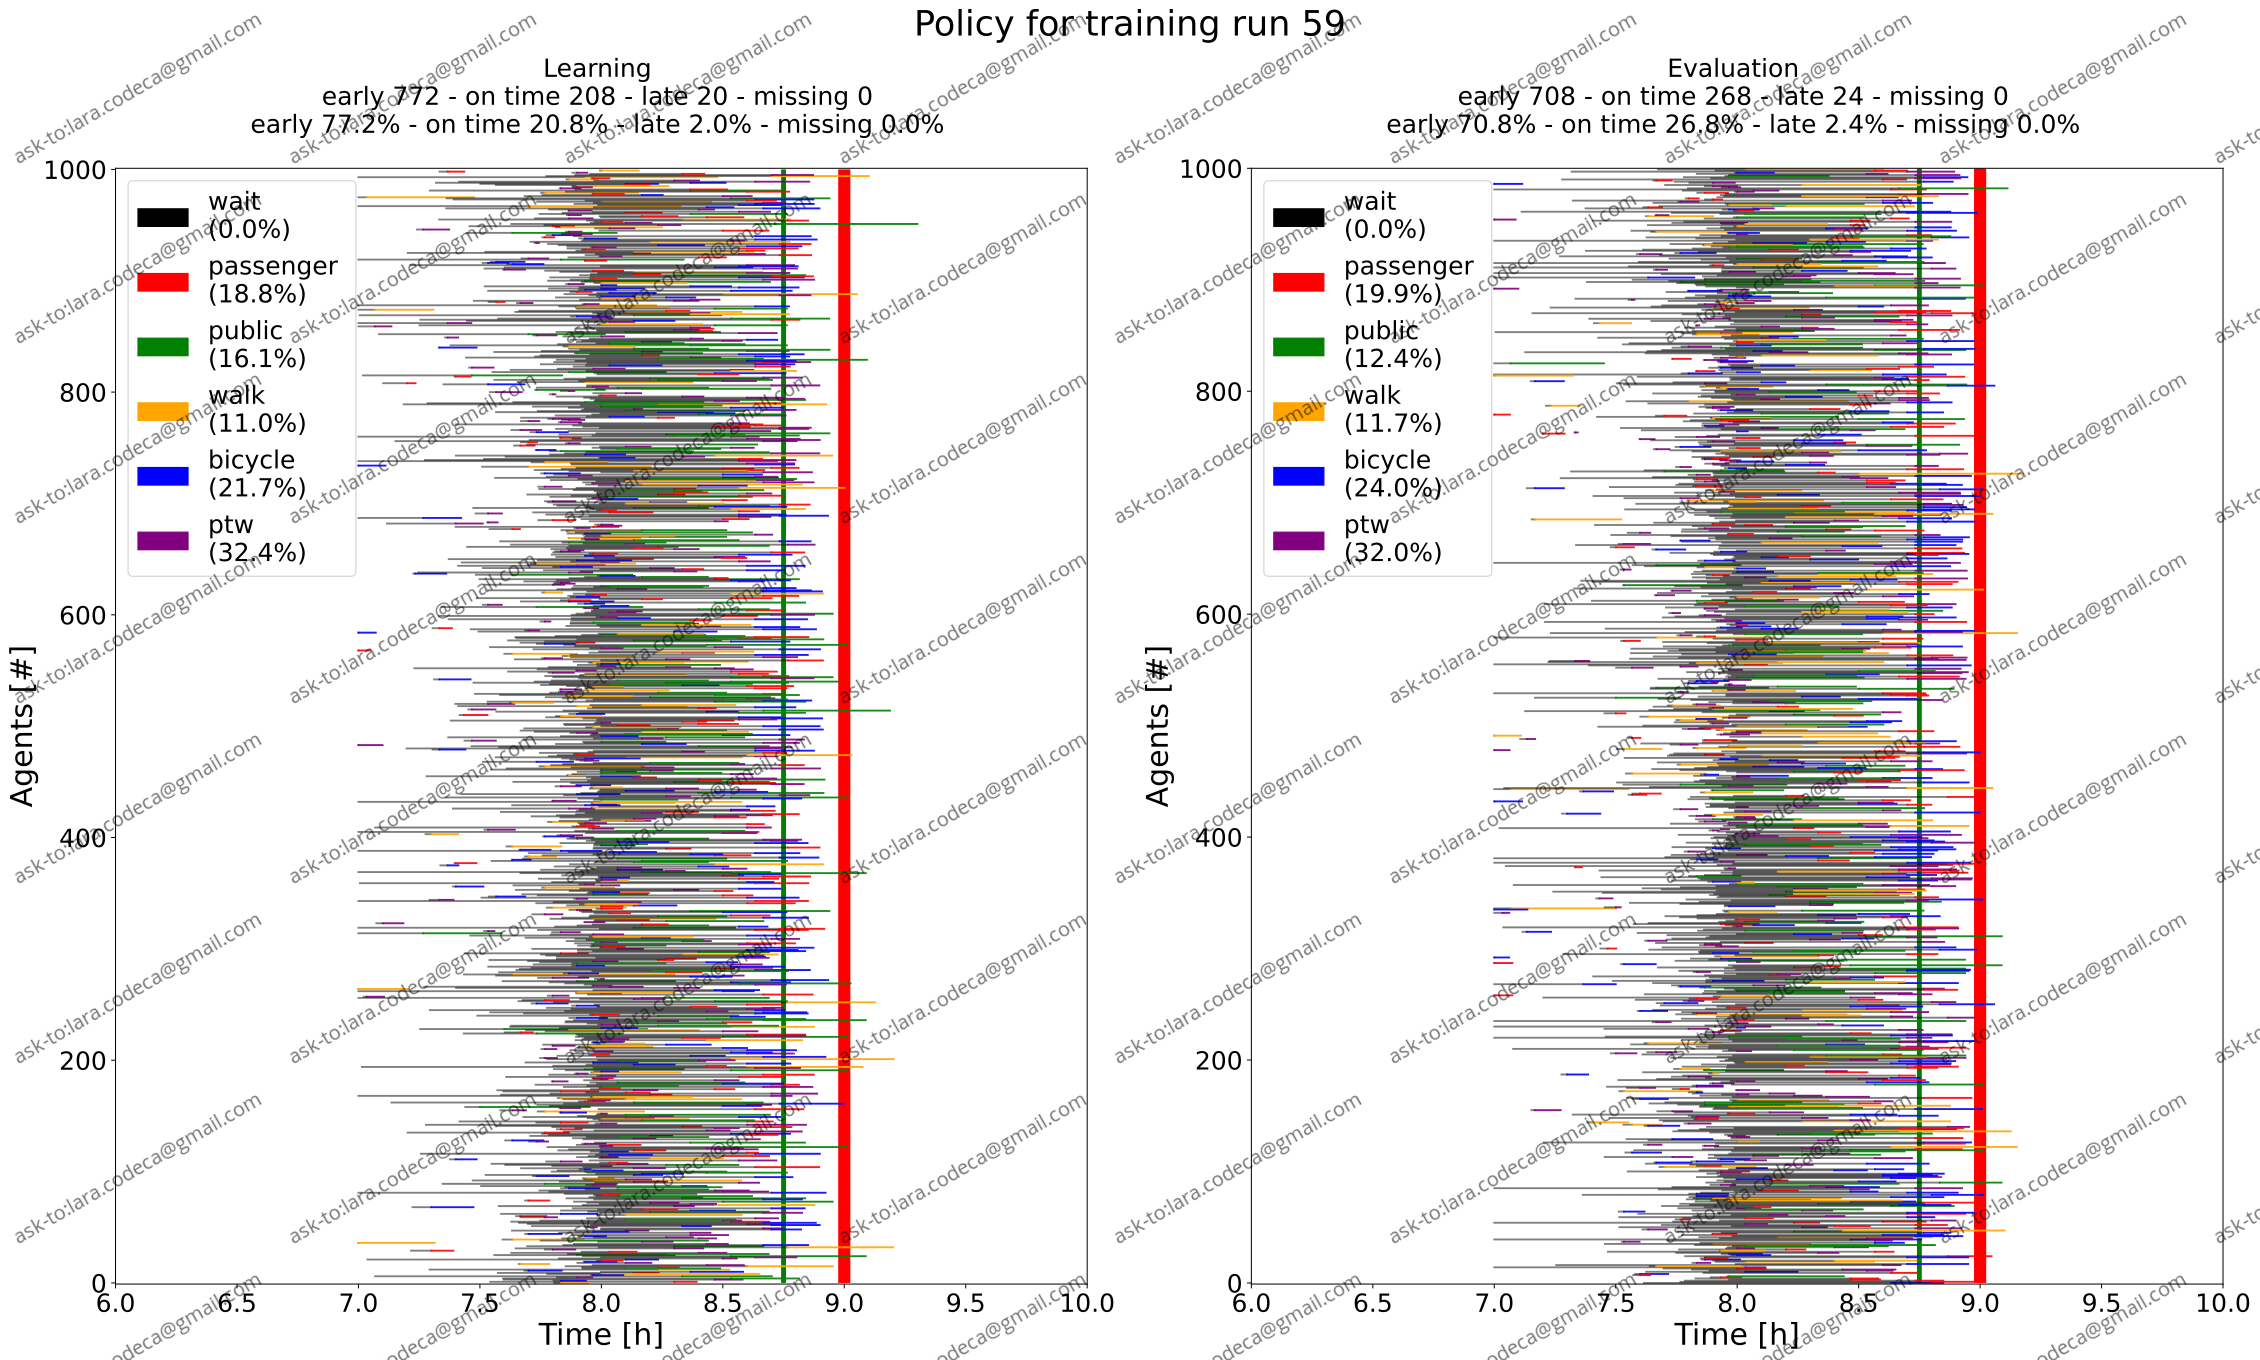 Policy for training run 59
Learning
early 772 - on time 208 - late 20 - missing 0
early 77.2% - on time 20.8% - late 2.0% - missing 0.0%
Evaluation
early 708 - on time 268 - late 24 - missing 0
early 70.8% - on time 26.8% - late 2.4% - missing 0.0%
1000
800
600
400
200
0
Agents [#]
wait
(0.0%)
passenger
(18.8%)
public
(16.1%)
walk
(11.0%)
bicycle
(21.7%)
ptw
(32.4%)
6.0 6.5 7.0 7.5 8.0 8.5 9.0 9.5 10.0
Time [h]
1000
800
600
400
200
0
Agents [#]
wait
(0.0%)
passenger
(19.9%)
public
(12.4%)
walk
(11.7%)
bicycle
(24.0%)
ptw
(32.0%)
6.0 6.5 7.0 7.5 8.0 8.5 9.0 9.5 10.0
Time [h]
ask-to:lara.codeca@gmail.com